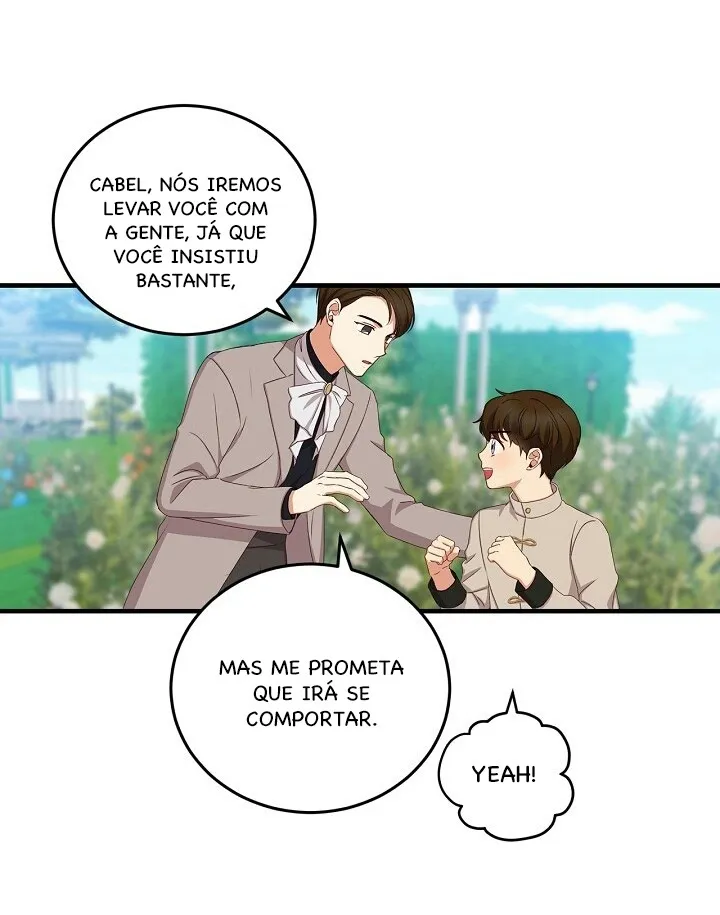 CABEL, NÓS IREMOS
LEVAR VOCÊ COM
A GENTE, JÁ QUE
VOCÊ INSISTIU
BASTANTE,
MAS ME PROMETA
QUE IRÁ SE
COMPORTAR.
YEAH!